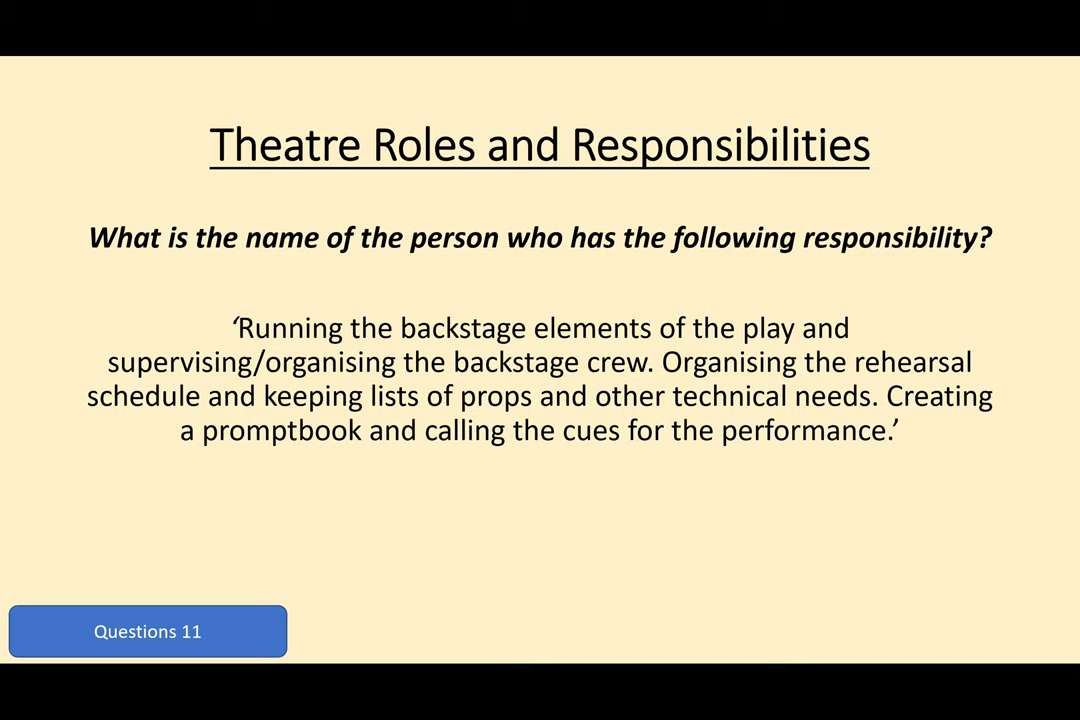 Theatre Roles and Responsibilities
What is the name of the person who has the following responsibility?
‘Running the backstage elements of the play and
supervising/organising the backstage crew. Organising the rehearsal
schedule and keeping lists of props and other technical needs. Creating
a promptbook and calling the cues for the performance.’
Questions 11